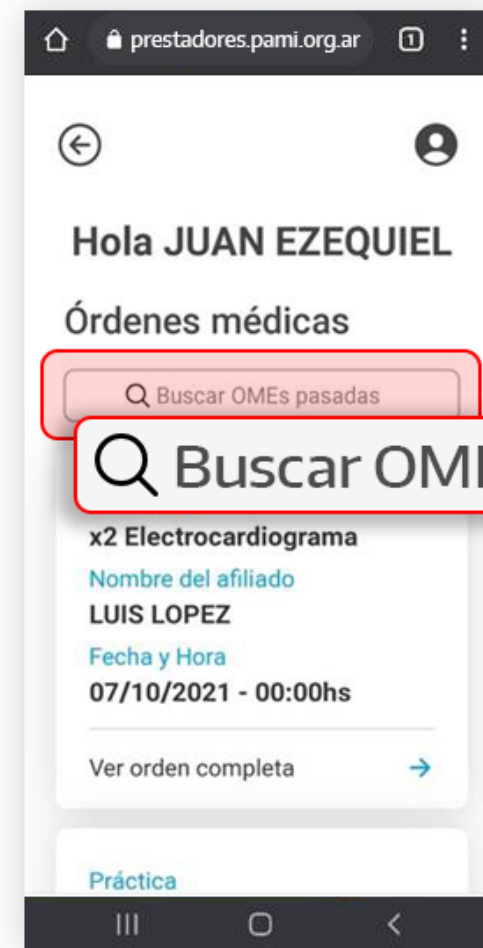 prestadores.pami.org.ar 1
Hola JUAN EZEQUIEL
Órdenes médicas
Buscar OMEs pasadas
Buscar OME
x2 Electrocardiograma
Nombre del afiliado
LUIS LOPEZ
Fecha y Hora
07/10/2021 - 00:00hs
Ver orden completa
Práctica